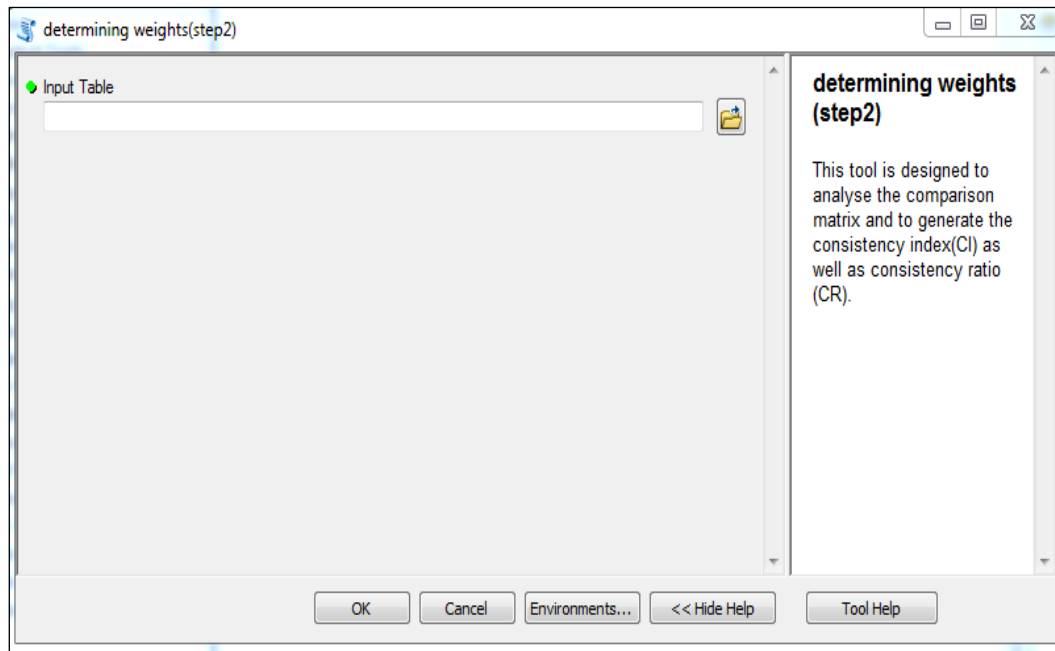 determining weights(step2)
Input Table
determining weights
(step2)
This tool is designed to
analyse the comparison
matrix and to generate the
consistency index(CI) as
well as consistency ratio
(CR).
OK Cancel Environments... << Hide Help Tool Help